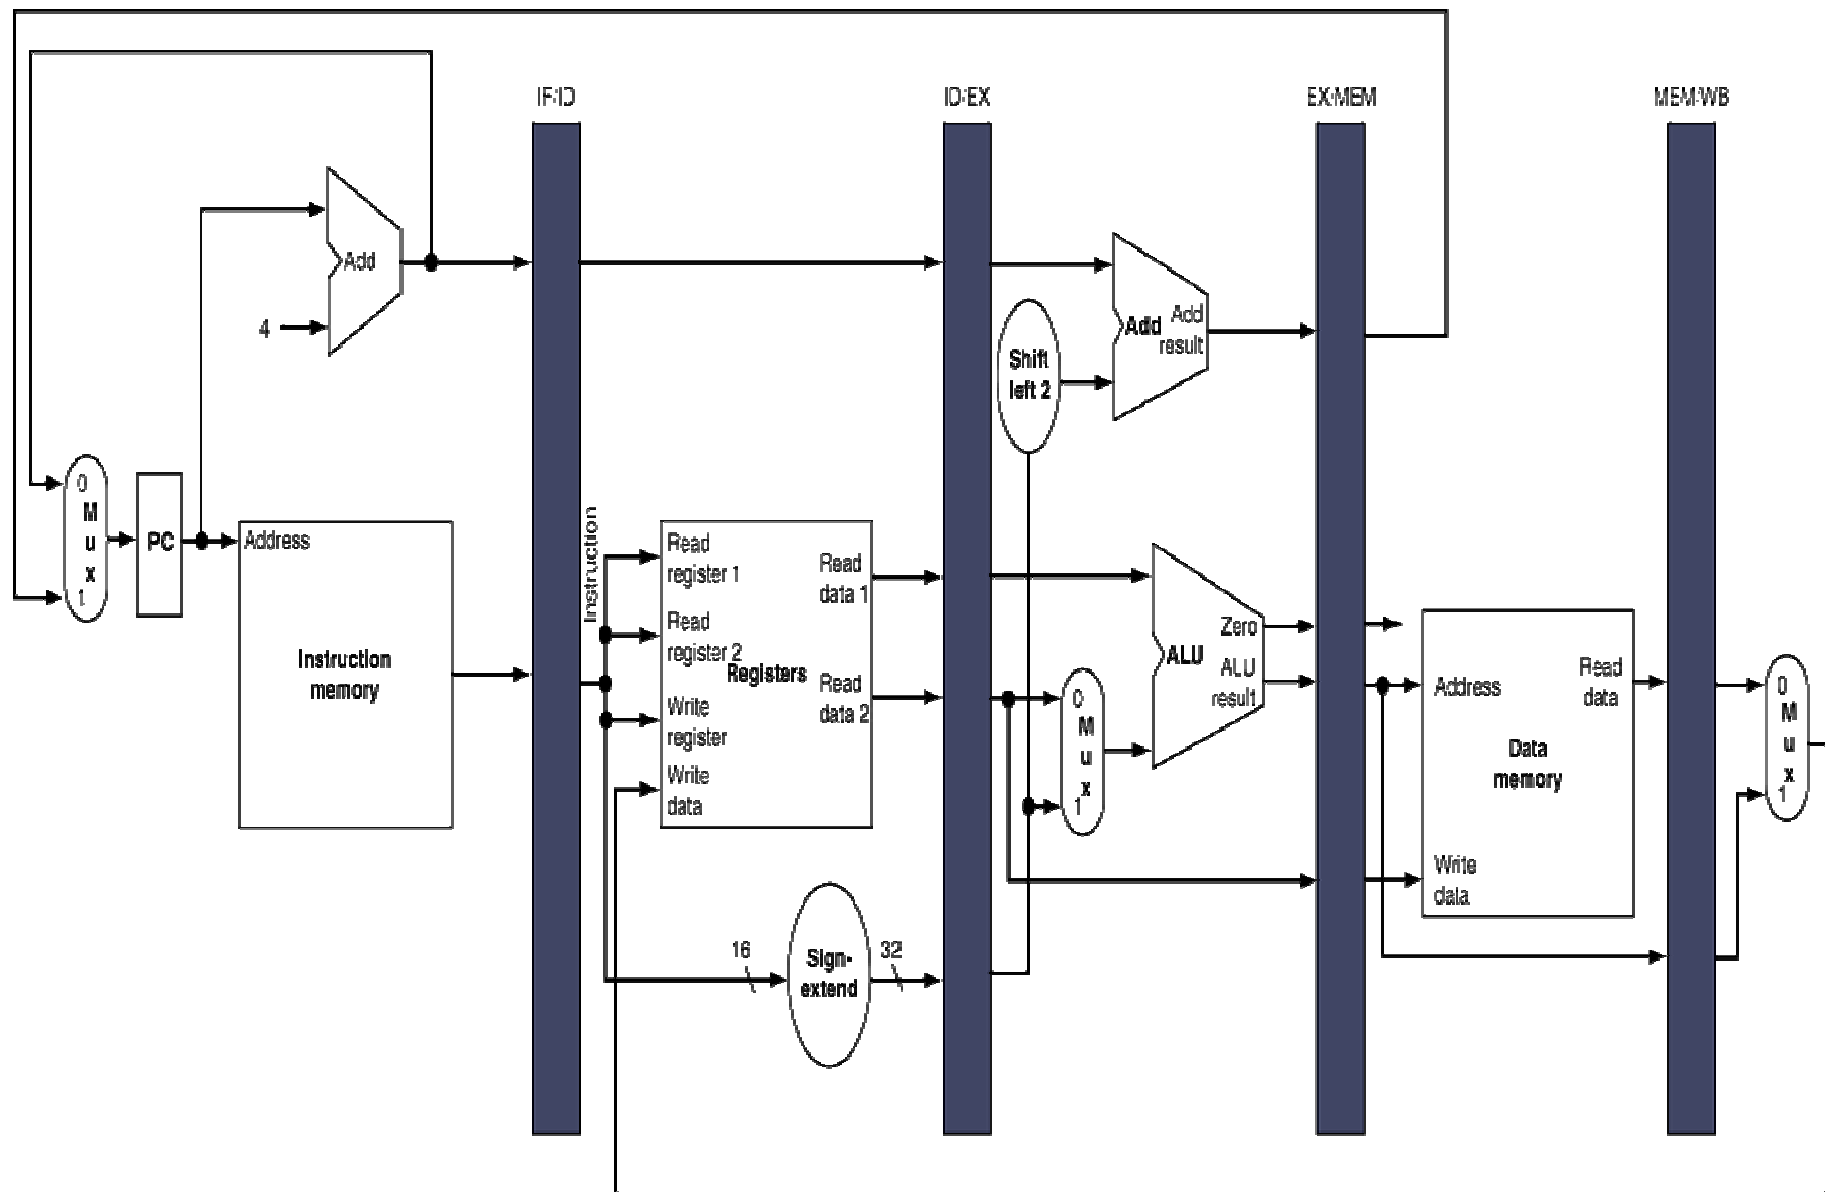 IF/ID
ID/EX
EX/MEM
MEM/WB
Add
4
Add
Add
result
Shift
left 2
0
M
u
x
1
PC
Address
Instruction
memory
Instruction
Read
register 1
Read
register 2
Registers
Write
register
Write
data
Read
data 1
Read
data 2
16
Sign-
extend
32
0
M
u
x
1
ALU
Zero
ALU
result
Address
Read
data
Data
memory
Write
data
0
M
u
x
1